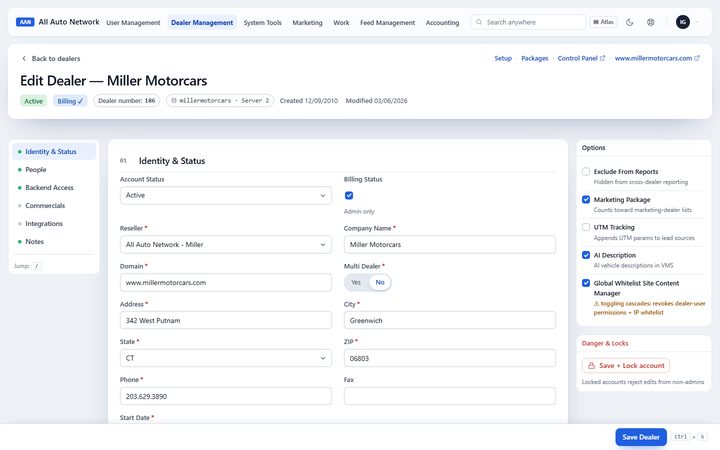 AAN All Auto Network User Management Dealer Management System Tools Marketing Work Feed Management Accounting Search anywhere Atlas IG
Back to dealers Setup Packages Control Panel www.millermotorcars.com
Edit Dealer — Miller Motorcars
Active Billing ✓ Dealer number: 186 millermotorcars · Server 2 Created 12/09/2010 Modified 03/06/2026
Identity & Status
People
Backend Access
Commercials
Integrations
Notes
Jump: /
01 Identity & Status
Account Status Billing Status
Active
Admin only
Reseller * Company Name *
All Auto Network - Miller Miller Motorcars
Domain * Multi Dealer *
www.millermotorcars.com Yes No
Address * City *
342 West Putnam Greenwich
State * ZIP *
CT 06803
Phone * Fax
203.629.3890
Start Date *
Options
Exclude From Reports
Hidden from cross-dealer reporting
Marketing Package
Counts toward marketing-dealer lists
UTM Tracking
Appends UTM params to lead sources
AI Description
AI vehicle descriptions in VMS
Global Whitelist Site Content
Manager
⚠ toggling cascades: revokes dealer-user
permissions + IP whitelist
Danger & Locks
Save + Lock account
Locked accounts reject edits from non-admins
Save Dealer Ctrl + S